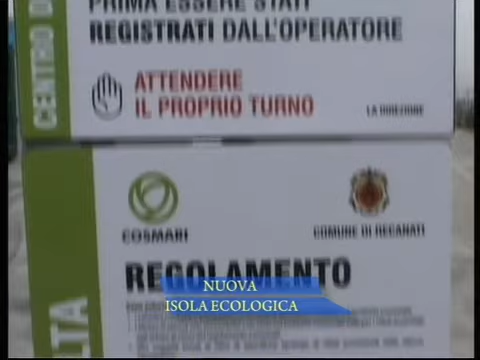 PRIMA ESSERE STATI
REGISTRATI DALL'OPERATORE
CENTRO D
ATTENDERE
IL PROPRIO TURNO
LA DIREZIONE
COSMARI
COMUNE DI RECANATI
REGOLAMENTO
NUOVA
ISOLA ECOLOGICA
LTA